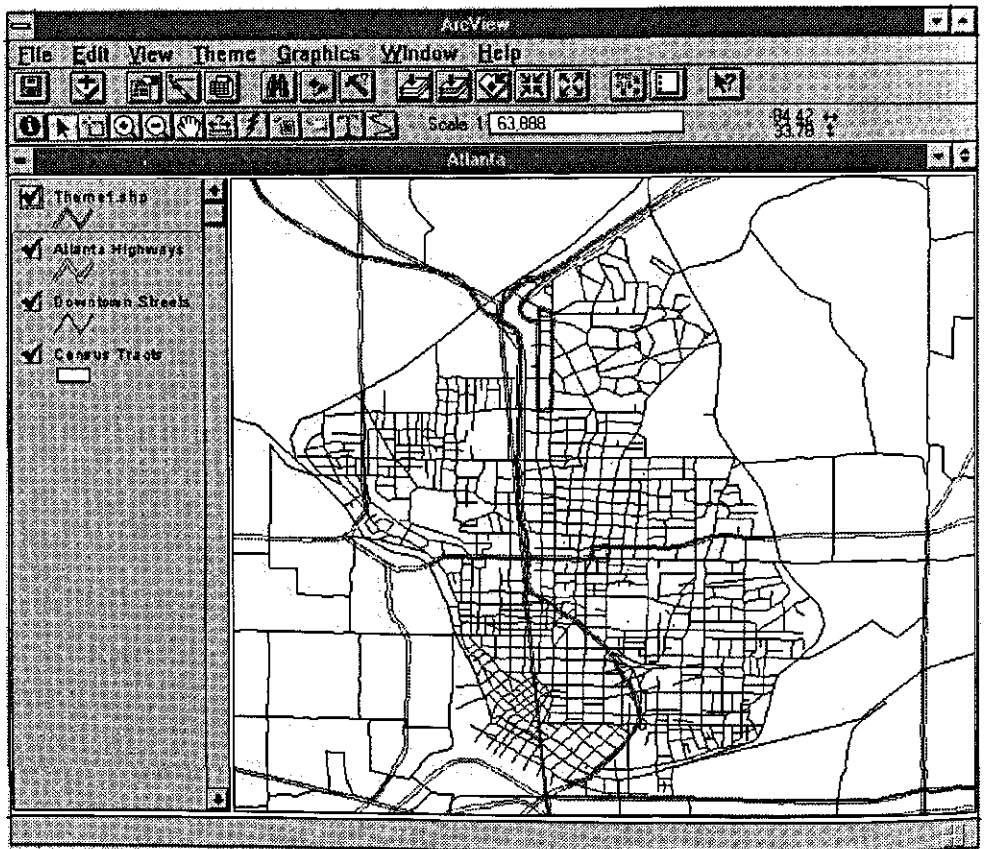 ArcView
File Edit View Theme Graphics Window Help
Scale 1: 63,888
84.42
33.78
Atlanta
Theme1.shp
Atlanta Highways
Downtown Streets
Census Tracts